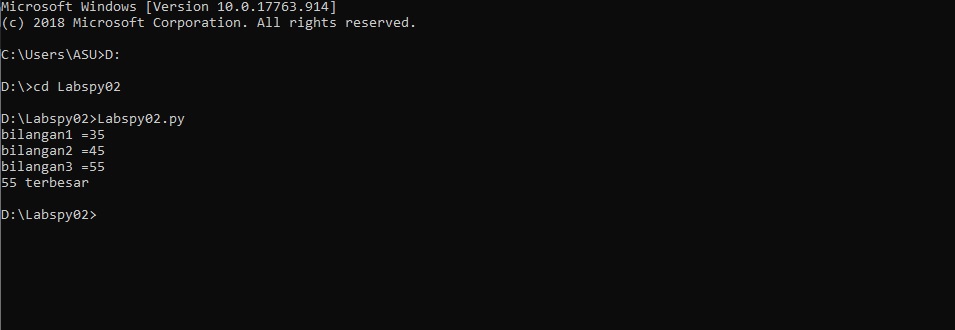 Microsoft Windows [Version 10.0.17763.914]
(c) 2018 Microsoft Corporation. All rights reserved.
C:\Users\ASU>D:
D:\>cd Labspy02
D:\Labspy02>Labspy02.py
bilangan1 =35
bilangan2 =45
bilangan3 =55
55 terbesar
D:\Labspy02>